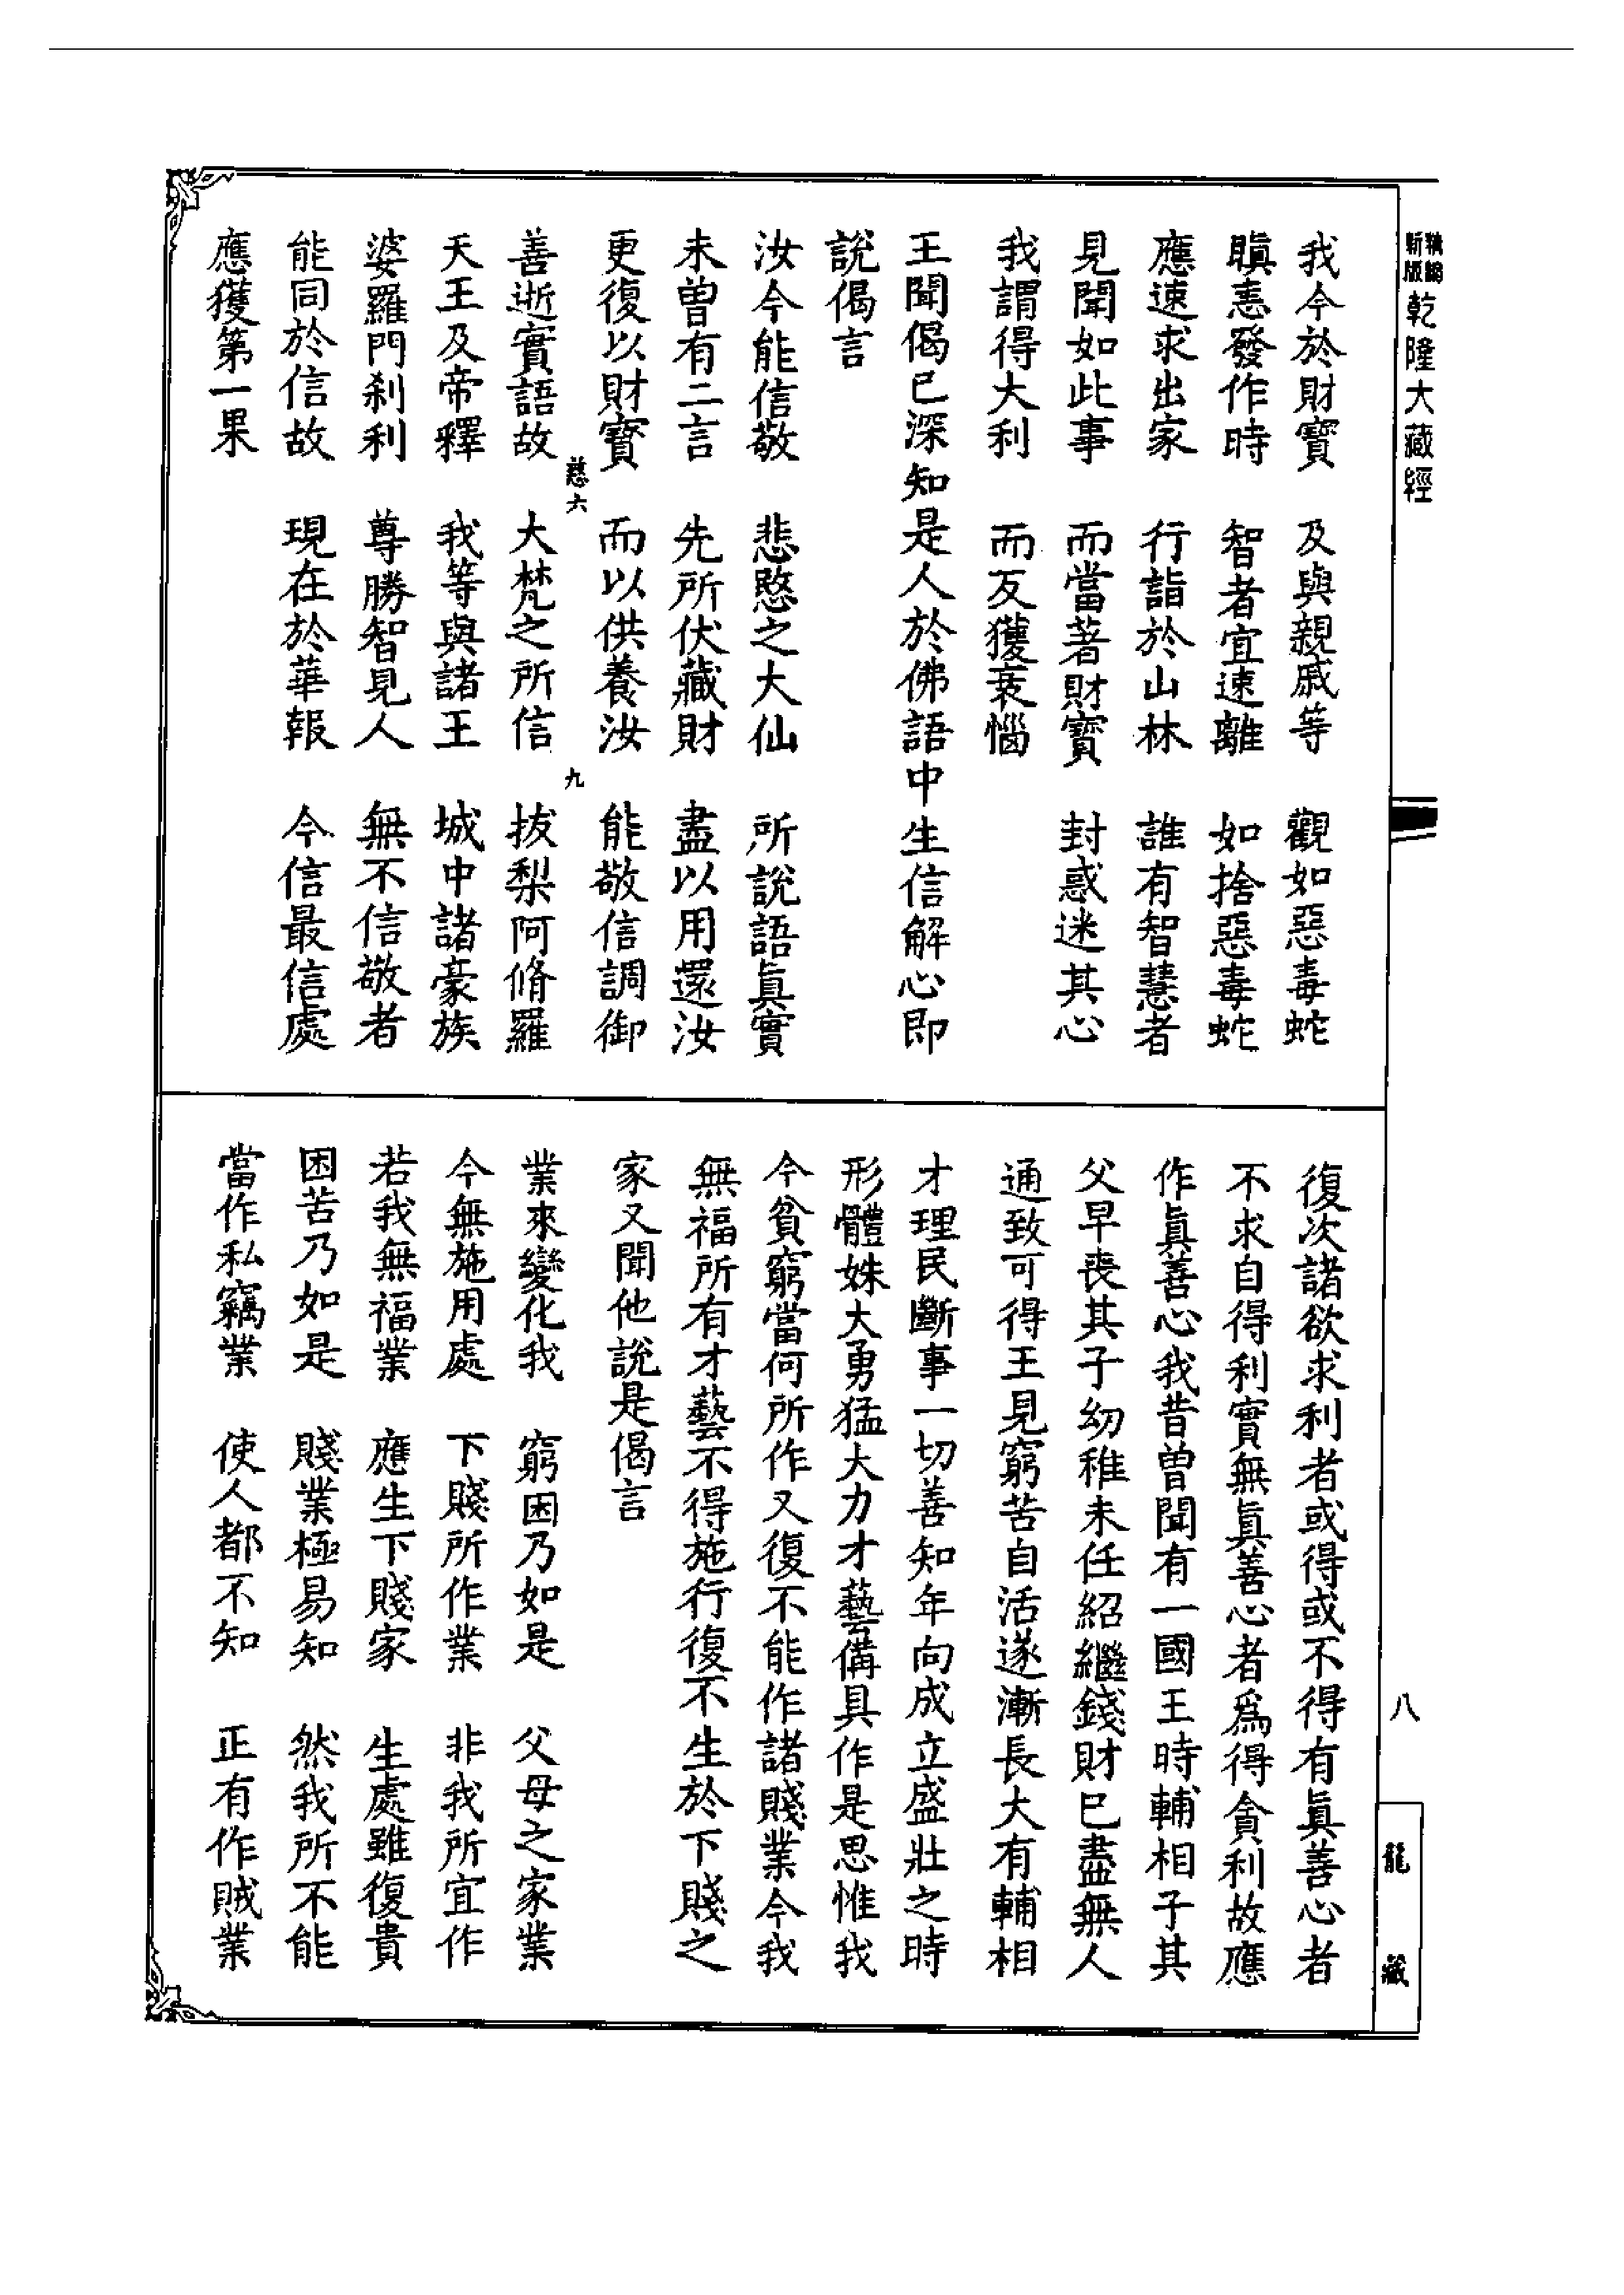 新版
乾隆大藏經
我今於財寶　及與親戚等　觀如惡毒蛇
瞋恚發作時　智者宜速離　如捨惡毒蛇
應速求出家　行詣於山林　誰有智慧者
見聞如此事　而當著財寶　封惑迷其心
我謂得大利　而反獲衰惱
王聞偈已深知是人於佛語中生信解心即
說偈言
汝今能信敬　悲愍之大仙　所說語真實
未曾有二言　先所伏藏財　盡以用還汝
更復以財寶　而以供養汝　能敬信調御
慈六　九
善逝實語故　大梵之所信　拔梨阿脩羅
天王及帝釋　我等與諸王　城中諸豪族
婆羅門剎利　尊勝智見人　無不信敬者
能同於信故　現在於華報　今信最信處
應獲第一果
復次諸欲求利者或得或不得有真善心者
不求自得利實無真善心者為得貪利故應
作真善心我昔曾聞有一國王時輔相子其
父早喪其子幼稚未任紹繼錢財已盡無人
通致可得王見窮苦自活遂漸長大有輔相
才理民斷事一切善知年向成立盛壯之時
形體姝大勇猛大力才藝備具作是思惟我
今貧窮當何所作又復不能作諸賤業今我
無福所有才藝不得施行復不生於下賤之
家又聞他說是偈言
業來變化我　窮困乃如是　父母之家業
今無施用處　下賤所作業　非我所宜作
若我無福業　應生下賤家　生處雖復貴
困苦乃如是　賤業極易知　然我所不能
當作私竊業　使人都不知　正有作賊業
八
龍藏